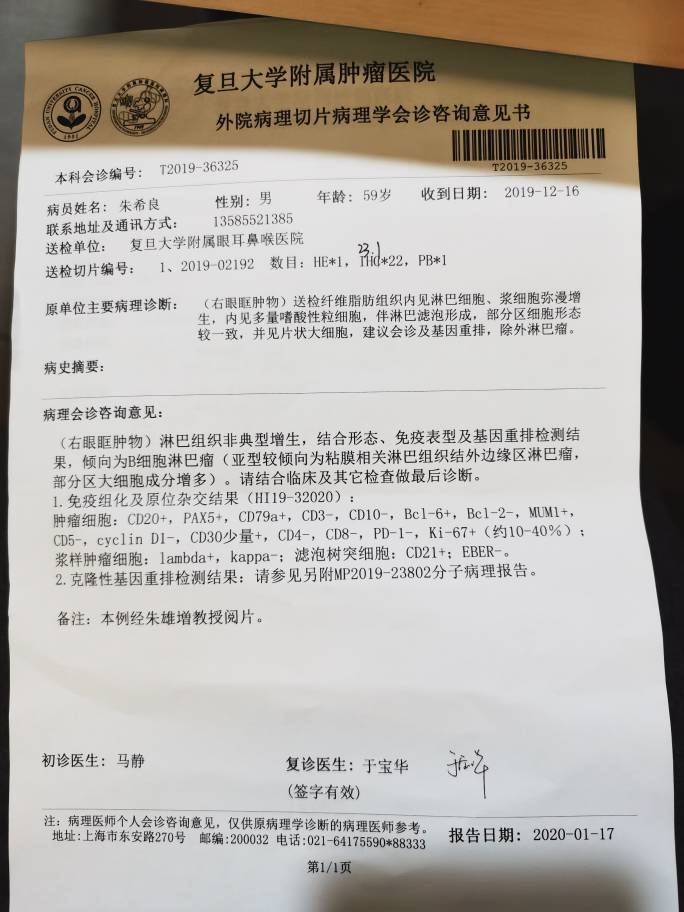 复旦大学附属肿瘤医院
外院病理切片病理学会诊咨询意见书
T2019-36325
本科会诊编号: T2019-36325
病员姓名: 朱希良 性别: 男 年龄: 59岁 收到日期: 2019-12-16
联系地址及通讯方式: 13585521385
送检单位: 复旦大学附属眼耳鼻喉医院
23.1
送检切片编号: 1、2019-02192 数目: HE*1, IHC*22, PB*1
原单位主要病理诊断: (右眼眶肿物)送检纤维脂肪组织内见淋巴细胞、浆细胞弥漫增
生, 内见多量嗜酸性粒细胞, 伴淋巴滤泡形成, 部分区细胞形态
较一致, 并见片状大细胞, 建议会诊及基因重排, 除外淋巴瘤。
病史摘要:
病理会诊咨询意见:
(右眼眶肿物)淋巴组织非典型增生, 结合形态、免疫表型及基因重排检测结
果, 倾向为B细胞淋巴瘤(亚型较倾向为粘膜相关淋巴组织结外边缘区淋巴瘤,
部分区大细胞成分增多)。请结合临床及其它检查做最后诊断。
1.免疫组化及原位杂交结果(HI19-32020):
肿瘤细胞: CD20+, PAX5+, CD79a+, CD3-, CD10-, Bcl-6+, Bcl-2-, MUM1+,
CD5-, cyclin D1-, CD30少量+, CD4-, CD8-, PD-1-, Ki-67+(约10-40%);
浆样肿瘤细胞: lambda+, kappa-; 滤泡树突细胞: CD21+; EBER-。
2.克隆性基因重排检测结果: 请参见另附MP2019-23802分子病理报告。
备注: 本例经朱雄增教授阅片。
初诊医生: 马静 复诊医生: 于宝华
(签字有效)
注: 病理医师个人会诊咨询意见, 仅供原病理学诊断的病理医师参考。
地址:上海市东安路270号 邮编:200032 电话:021-64175590*88333 报告日期: 2020-01-17
第1/1页